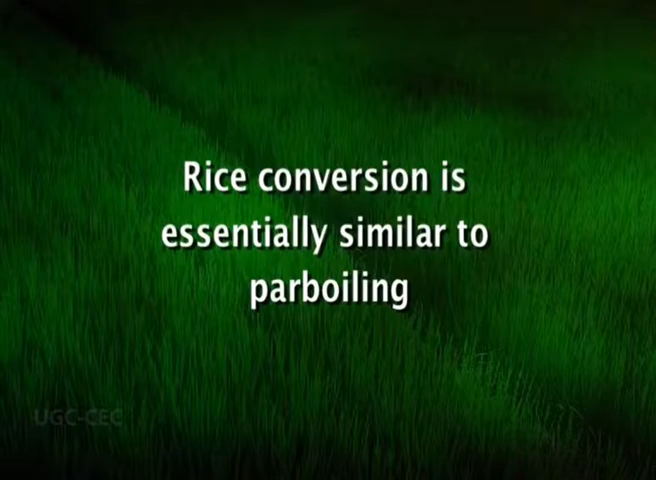 Rice conversion is
essentially similar to
parboiling
UGC-CEC